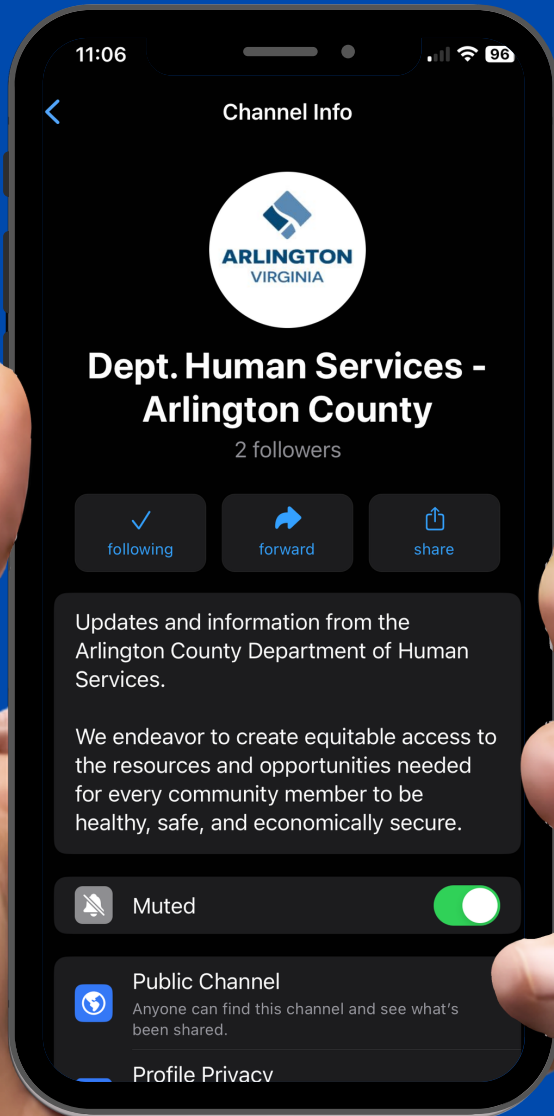 11:06
96
Channel Info
ARLINGTON
VIRGINIA
Dept. Human Services -
Arlington County
2 followers
following
forward
share
Updates and information from the
Arlington County Department of Human
Services.
We endeavor to create equitable access to
the resources and opportunities needed
for every community member to be
healthy, safe, and economically secure.
Muted
Public Channel
Anyone can find this channel and see what's
been shared.
Profile Privacy